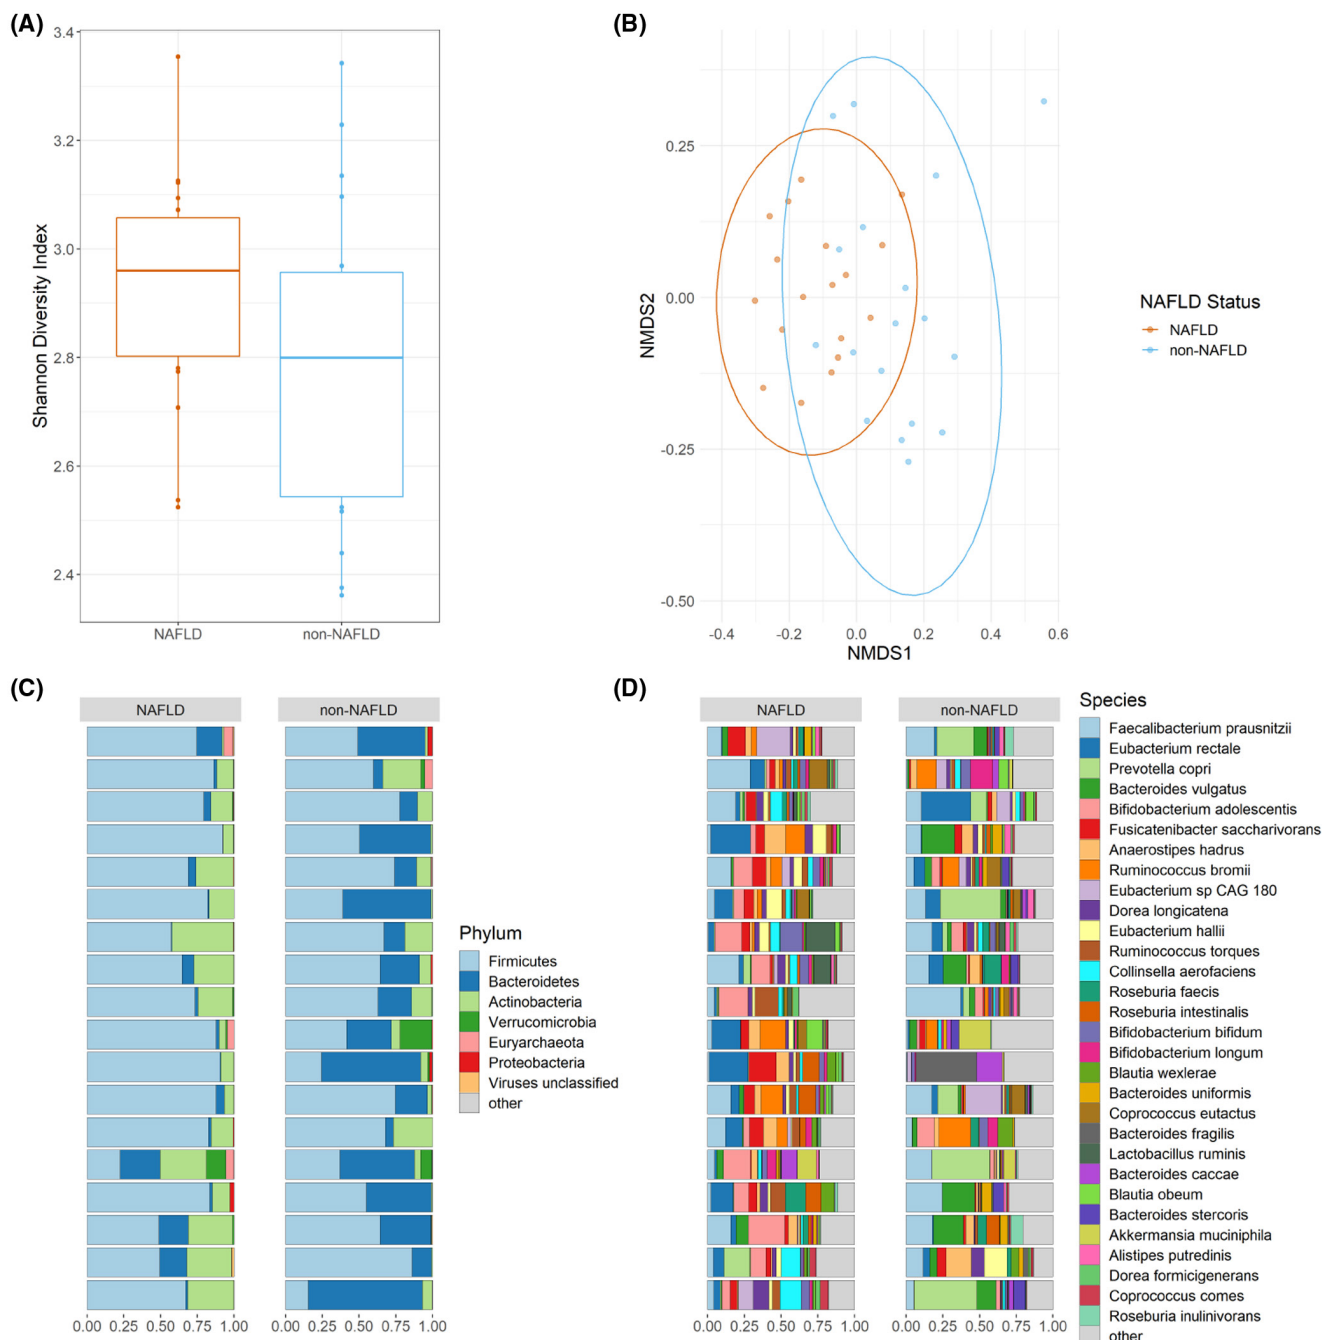 (A)
3.4
3.2
3.0
2.8
2.6
2.4
Shannon Diversity Index
NAFLD
non-NAFLD
(B)
0.25
0.00
-0.25
-0.50
NMDS2
-0.4
-0.2
0.0
0.2
0.4
0.6
NMDS1
NAFLD Status
NAFLD
non-NAFLD
(C)
NAFLD
non-NAFLD
0.00 0.25 0.50 0.75 1.00
0.00 0.25 0.50 0.75 1.00
Phylum
Firmicutes
Bacteroidetes
Actinobacteria
Verrucomicrobia
Euryarchaeota
Proteobacteria
Viruses unclassified
other
(D)
NAFLD
non-NAFLD
0.00 0.25 0.50 0.75 1.00
0.00 0.25 0.50 0.75 1.00
Species
Faecalibacterium prausnitzii
Eubacterium rectale
Prevotella copri
Bacteroides vulgatus
Bifidobacterium adolescentis
Fusicatenibacter saccharivorans
Anaerostipes hadrus
Ruminococcus bromii
Eubacterium sp CAG 180
Dorea longicatena
Eubacterium hallii
Ruminococcus torques
Collinsella aerofaciens
Roseburia faecis
Roseburia intestinalis
Bifidobacterium bifidum
Bifidobacterium longum
Blautia wexlerae
Bacteroides uniformis
Coprococcus eutactus
Bacteroides fragilis
Lactobacillus ruminis
Bacteroides caccae
Blautia obeum
Bacteroides stercoris
Akkermansia muciniphila
Alistipes putredinis
Dorea formicigenerans
Coprococcus comes
Roseburia inulinivorans
other